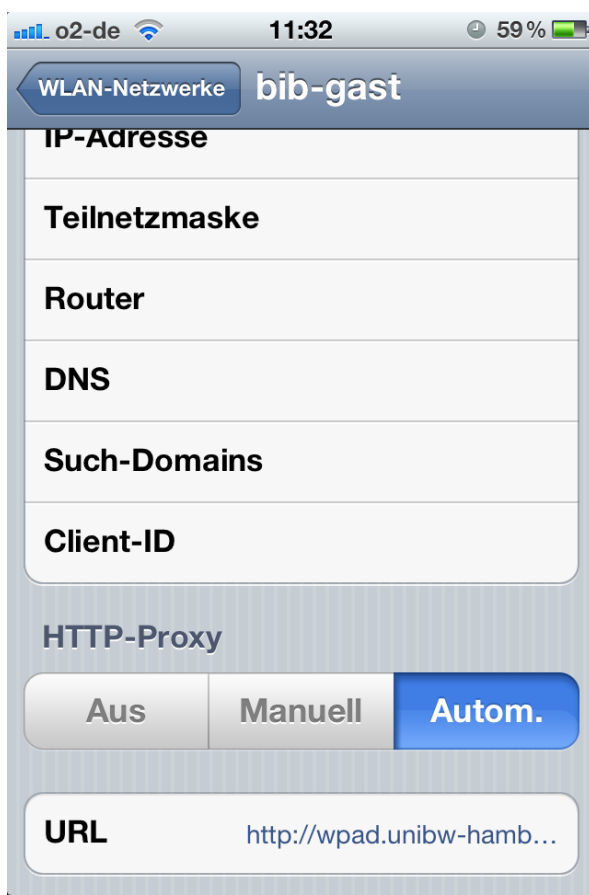 o2-de 11:32 59 %
WLAN-Netzwerke bib-gast
IP-Adresse
Teilnetzmaske
Router
DNS
Such-Domains
Client-ID
HTTP-Proxy
Aus Manuell Autom.
URL http://wpad.unibw-hamb...